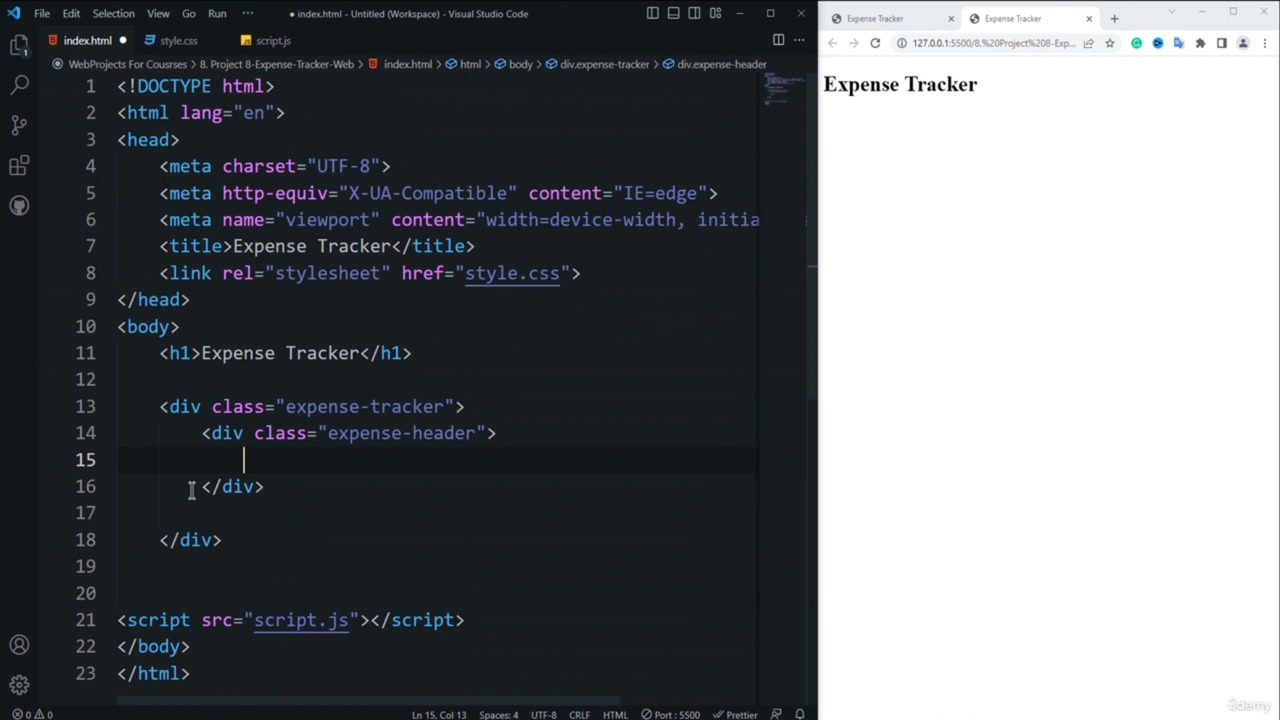 File Edit Selection View Go Run ··· ● index.html - Untitled (Workspace) - Visual Studio Code
index.html ● style.css script.js
WebProjects For Coursres > 8. Project 8-Expense-Tracker-Web > index.html > html > body > div.expense-tracker > div.expense-header
1 <!DOCTYPE html>
2 <html lang="en">
3 <head>
4 <meta charset="UTF-8">
5 <meta http-equiv="X-UA-Compatible" content="IE=edge">
6 <meta name="viewport" content="width=device-width, initia
7 <title>Expense Tracker</title>
8 <link rel="stylesheet" href="style.css">
9 </head>
10 <body>
11 <h1>Expense Tracker</h1>
12
13 <div class="expense-tracker">
14 <div class="expense-header">
15
16 </div>
17
18 </div>
19
20
21 <script src="script.js"></script>
22 </body>
23 </html>
1
0 0 Ln 15, Col 13 Spaces: 4 UTF-8 CRLF HTML Port : 5500 Prettier
Expense Tracker Expense Tracker
127.0.0.1:5500/8.%20Project%208-Exp...
Expense Tracker
ûdemy